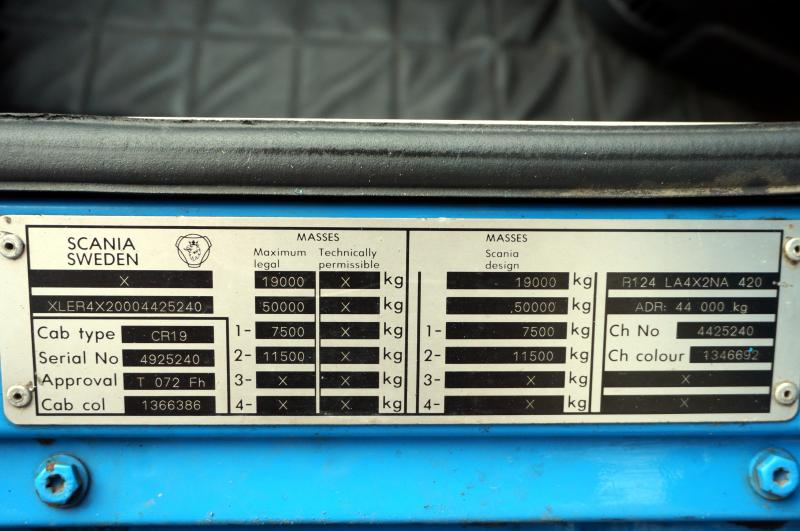 SCANIA
SWEDEN
X
XLER4X20004425240
Cab type CR19
Serial No 4925240
Approval T 072 Fh
Cab col 1366386
MASSES
Maximum legal Technically permissible
19000 X kg
50000 X kg
1- 7500 X kg
2- 11500 X kg
3- X X kg
4- X X kg
MASSES
Scania design
19000 kg
50000 kg
1- 7500 kg
2- 11500 kg
3- X kg
4- X kg
R124 LA4X2NA 420
ADR: 44 000 kg
Ch No 4425240
Ch colour 1346692
X
X